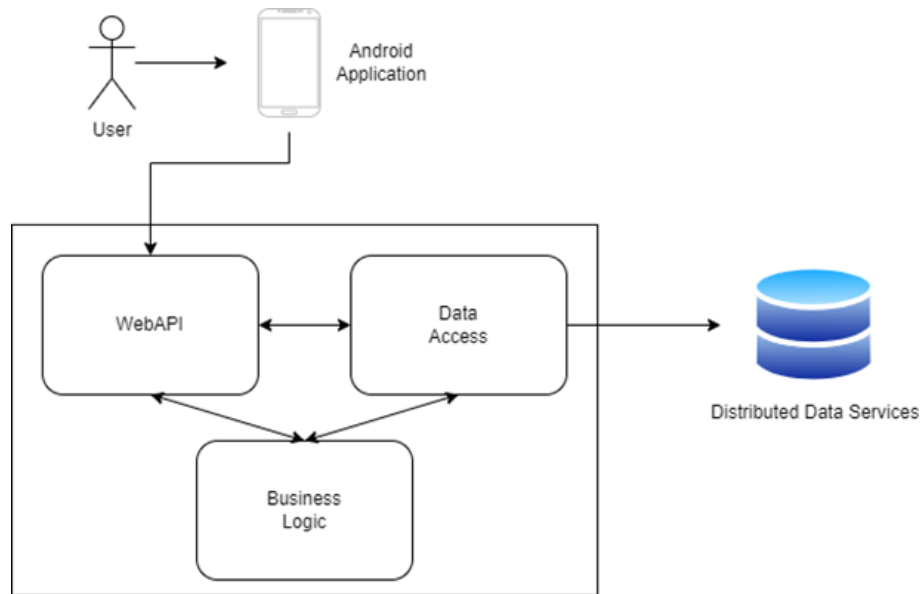 Android
Application
User
WebAPI
Data
Access
Distributed Data Services
Business
Logic